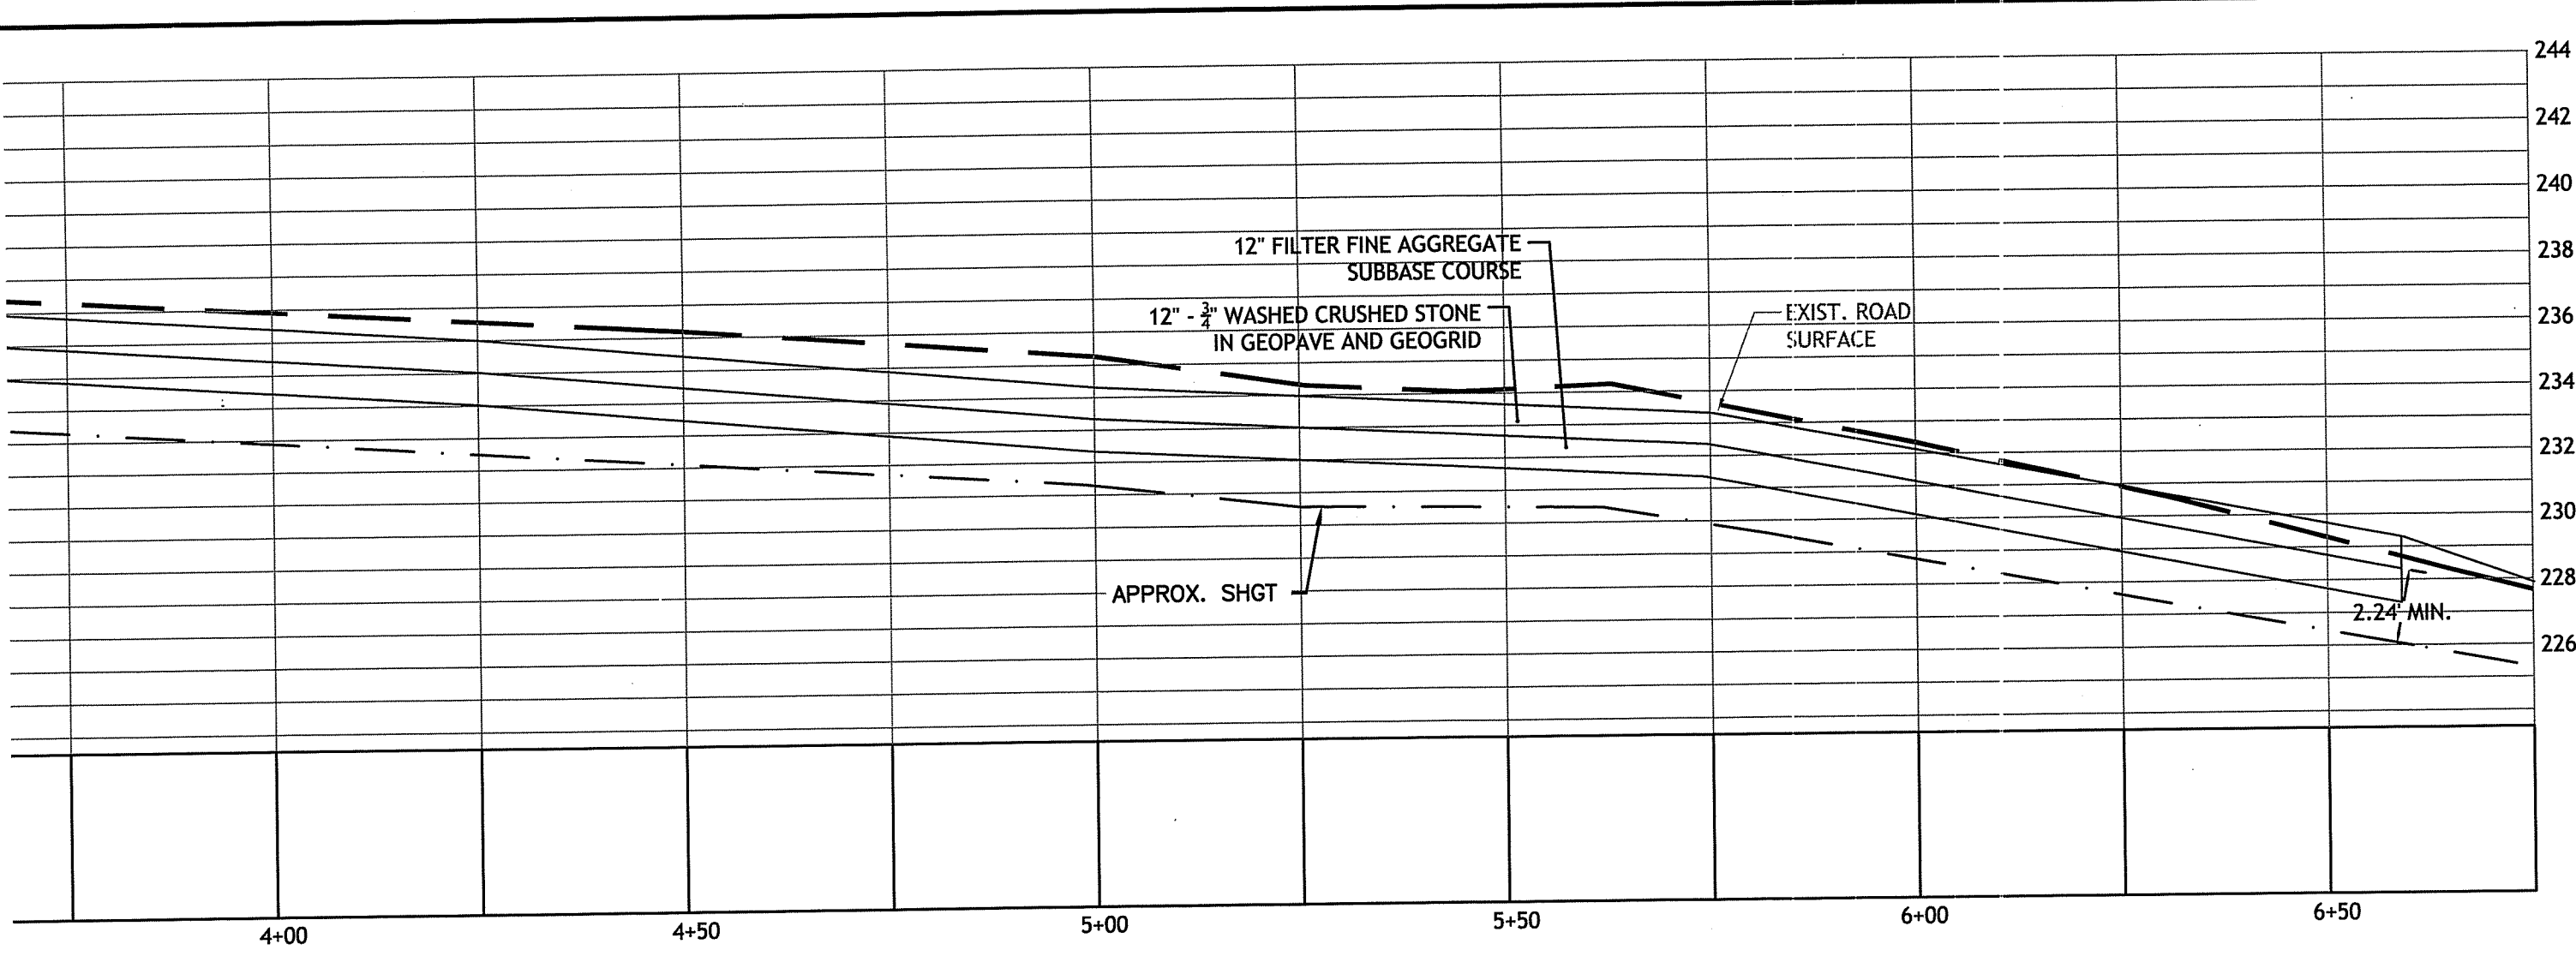 244
242
240
238
236
234
232
230
228
226
12" FILTER FINE AGGREGATE
SUBBASE COURSE
12" - ¾" WASHED CRUSHED STONE
IN GEOPAVE AND GEOGRID
EXIST. ROAD
SURFACE
APPROX. SHGT
2.24' MIN.
4+00
4+50
5+00
5+50
6+00
6+50